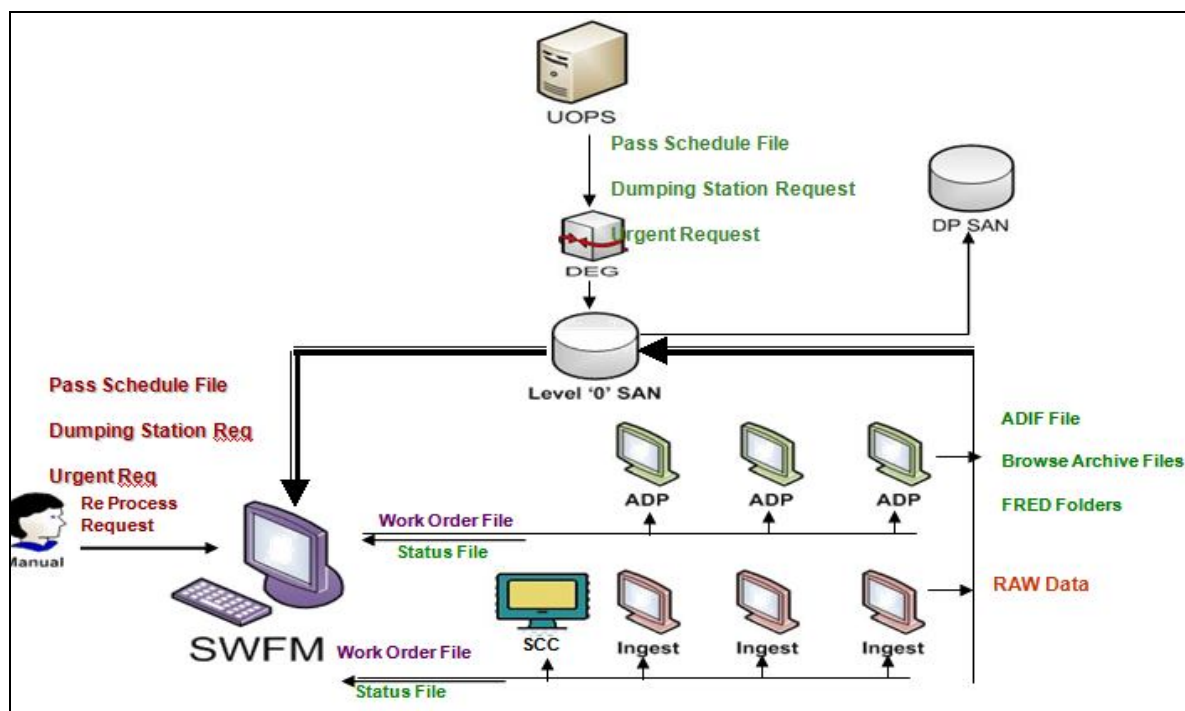 UOPS
Pass Schedule File
Dumping Station Request
Urgent Request
DEG
DP SAN
Level ‘0’ SAN
Pass Schedule File
Dumping Station Req
Urgent Req
Re Process
Request
Manual
SWFM
ADP
ADP
ADP
ADIF File
Browse Archive Files
FRED Folders
Work Order File
Status File
RAW Data
SCC
Ingest
Ingest
Ingest
Work Order File
Status File